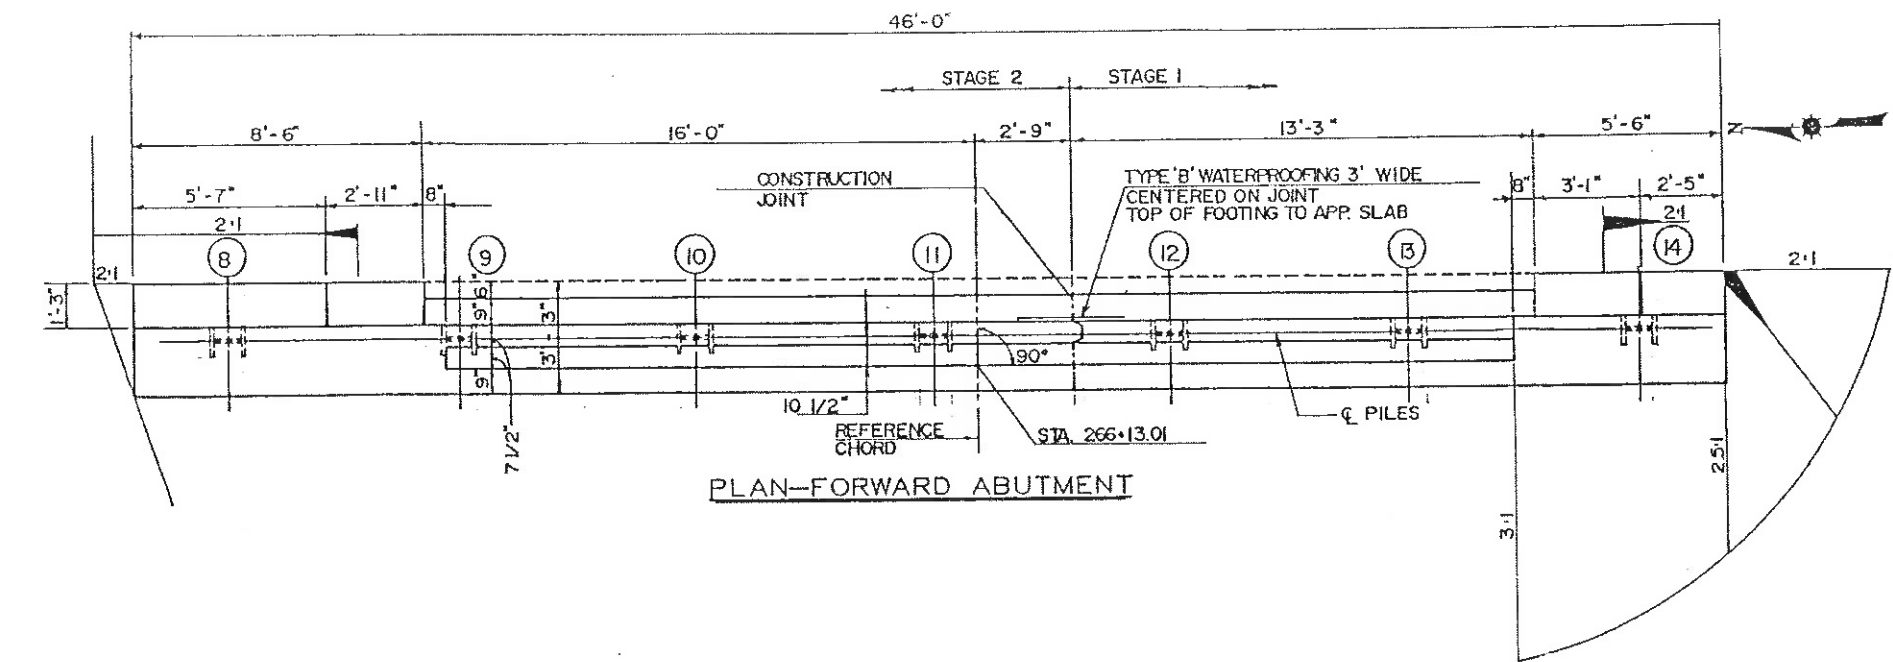 46'-0"
STAGE 2
STAGE 1
8'-6"
16'-0"
2'-9"
13'-3"
5'-6"
N
CONSTRUCTION
JOINT
TYPE 'B' WATERPROOFING 3' WIDE
CENTERED ON JOINT
TOP OF FOOTING TO APP. SLAB
5'-7"
2'-11"
8"
8"
3'-1"
2'-5"
2:1
2:1
8
9
10
11
12
13
14
2:1
2:1
1'-3"
6"
9"
3'-3"
9"
90°
10 1/2"
7 1/2"
REFERENCE
CHORD
STA. 266+13.01
℄ PILES
2.5:1
3:1
PLAN-FORWARD ABUTMENT